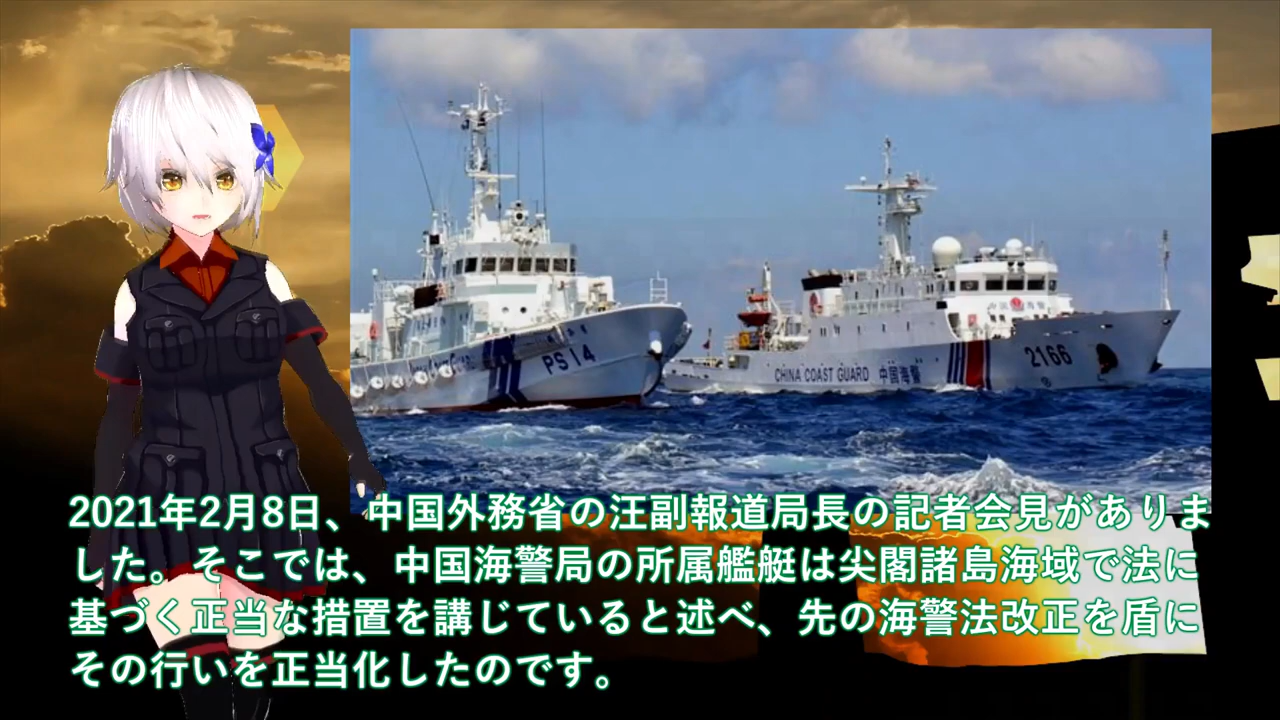 PS14
CHINA COAST GUARD 中国海警
2166
2021年2月8日、中国外務省の汪副報道局長の記者会見がありま
した。そこでは、中国海警局の所属艦艇は尖閣諸島海域で法に
基づく正当な措置を講じていると述べ、先の海警法改正を盾に
その行いを正当化したのです。